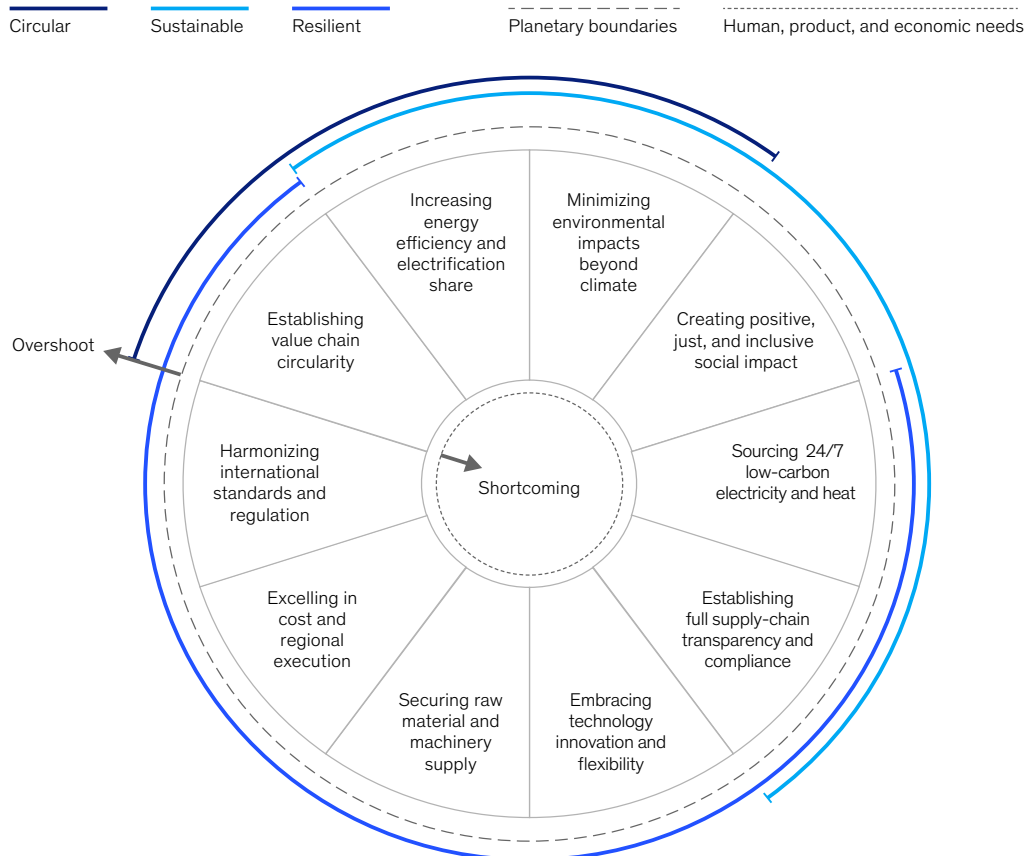 Circular
Sustainable
Resilient
Planetary boundaries
Human, product, and economic needs
Increasing
energy
efficiency and
electrification
share
Minimizing
environmental
impacts
beyond
climate
Establishing
value chain
circularity
Creating positive,
just, and inclusive
social impact
Overshoot
Harmonizing
international
standards and
regulation
Shortcoming
Sourcing 24/7
low-carbon
electricity and heat
Excelling in
cost and
regional
execution
Establishing
full supply-chain
transparency and
compliance
Securing raw
material and
machinery
supply
Embracing
technology
innovation and
flexibility